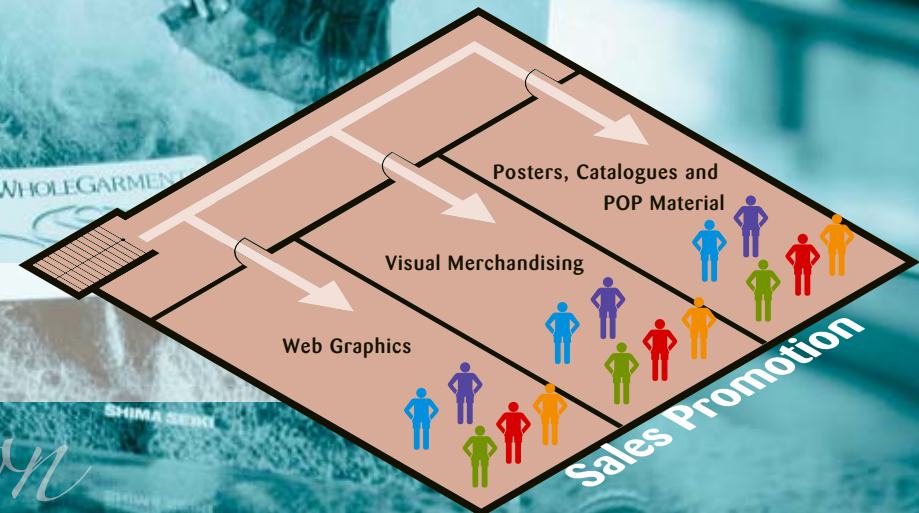 WHOLEGARMENT
Posters, Catalogues and
POP Material
Visual Merchandising
Web Graphics
Sales Promotion
SHIMA SEIKI